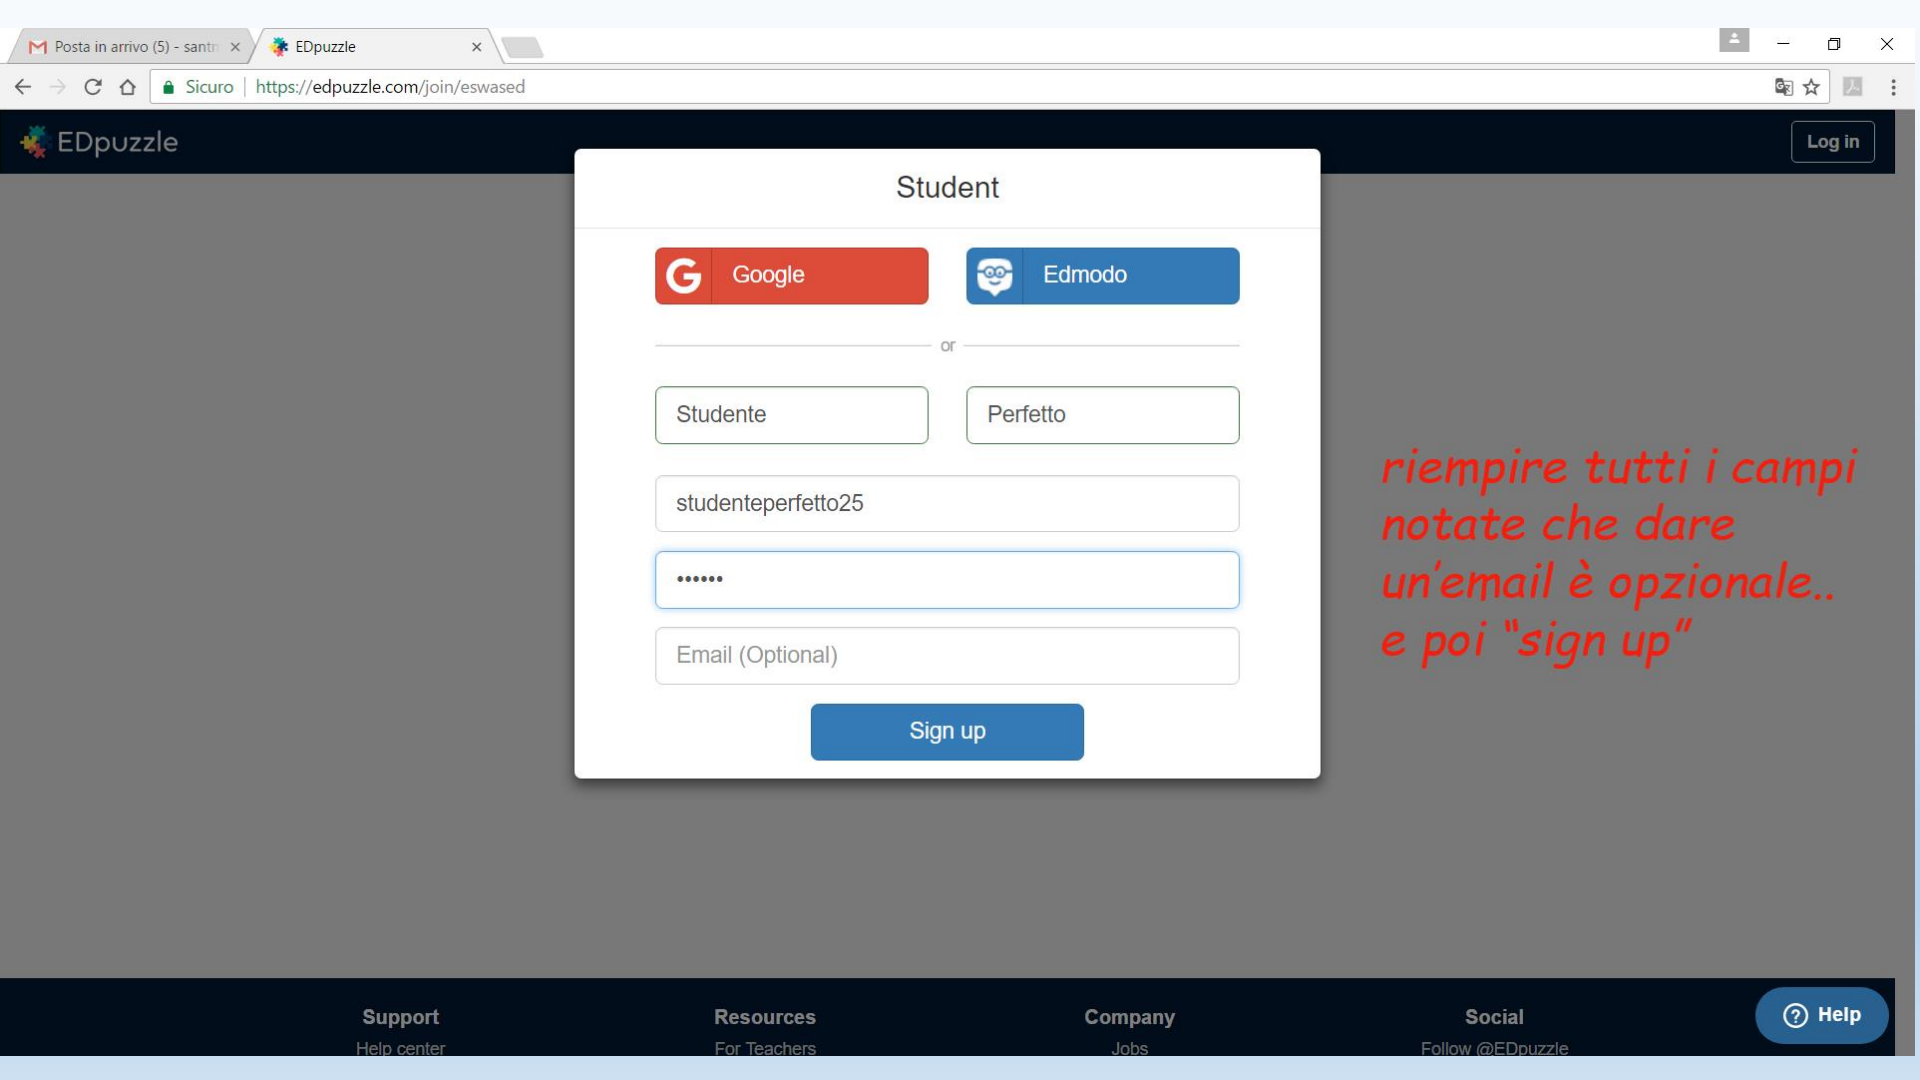 Posta in arrivo (5) - santr
EDpuzzle
Sicuro | https://edpuzzle.com/join/eswased
EDpuzzle
Log in
Student
Google
Edmodo
or
Studente
Perfetto
studenteperfetto25
••••••
Email (Optional)
Sign up
riempire tutti i campi
notate che dare
un'email è opzionale..
e poi "sign up"
Support
Resources
Company
Social
Help center
For Teachers
Jobs
Follow @EDpuzzle
Help